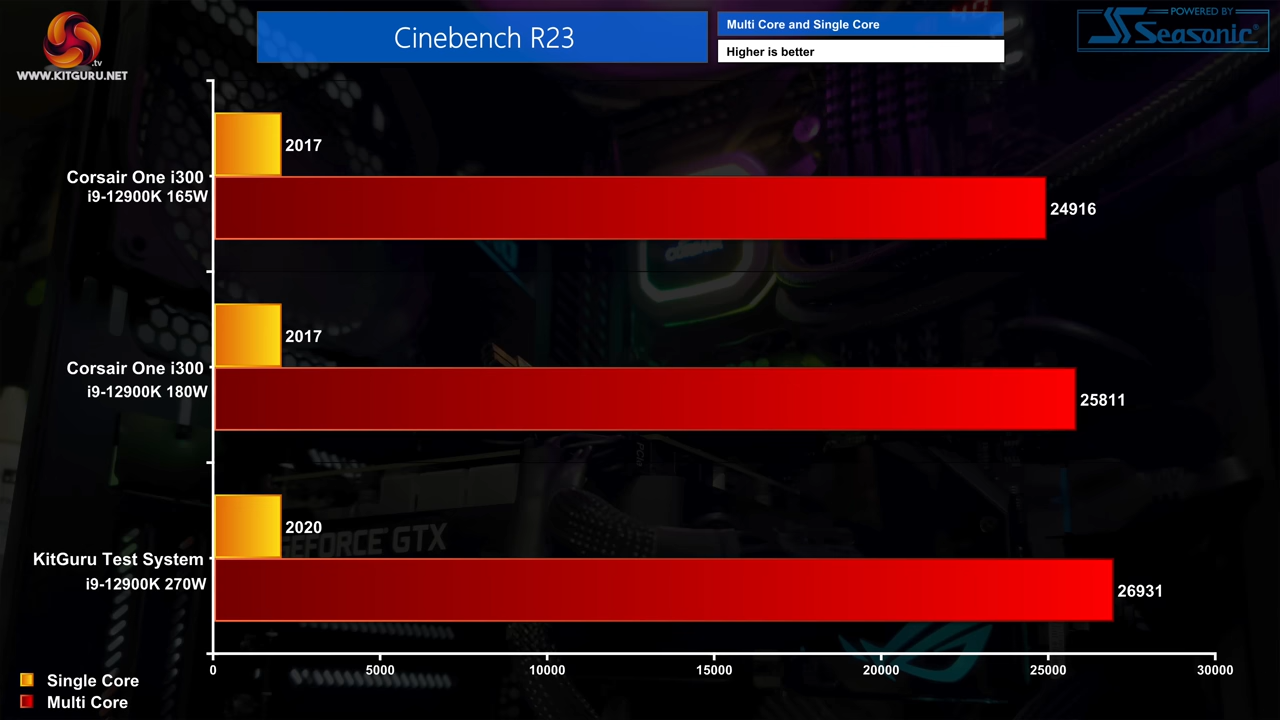 .tv
WWW.KITGURU.NET
Cinebench R23
Multi Core and Single Core
Higher is better
POWERED BY
Seasonic
2017
Corsair One i300
i9-12900K 165W
24916
2017
Corsair One i300
i9-12900K 180W
25811
2020
GEFORCE GTX
KitGuru Test System
i9-12900K 270W
26931
0
5000
10000
15000
20000
25000
30000
Single Core
Multi Core